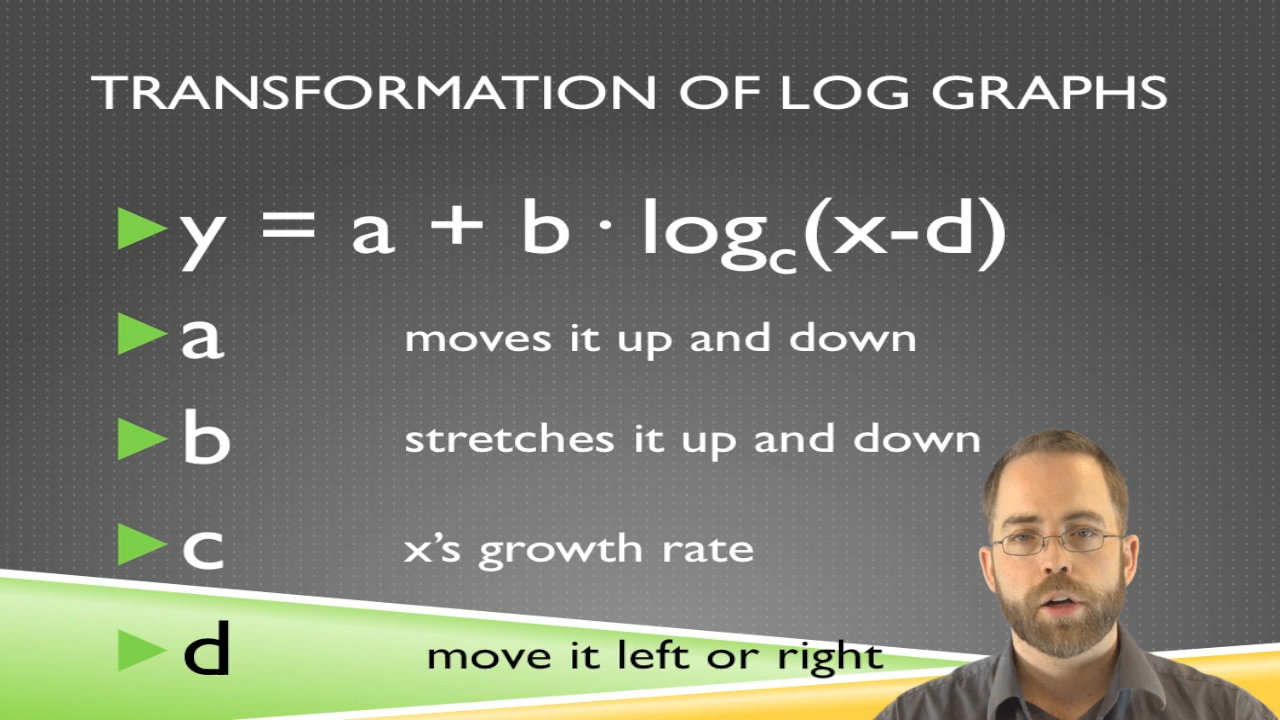 TRANSFORMATION OF LOG GRAPHS
y = a + b · log_c(x-d)
a moves it up and down
b stretches it up and down
c x’s growth rate
d move it left or right